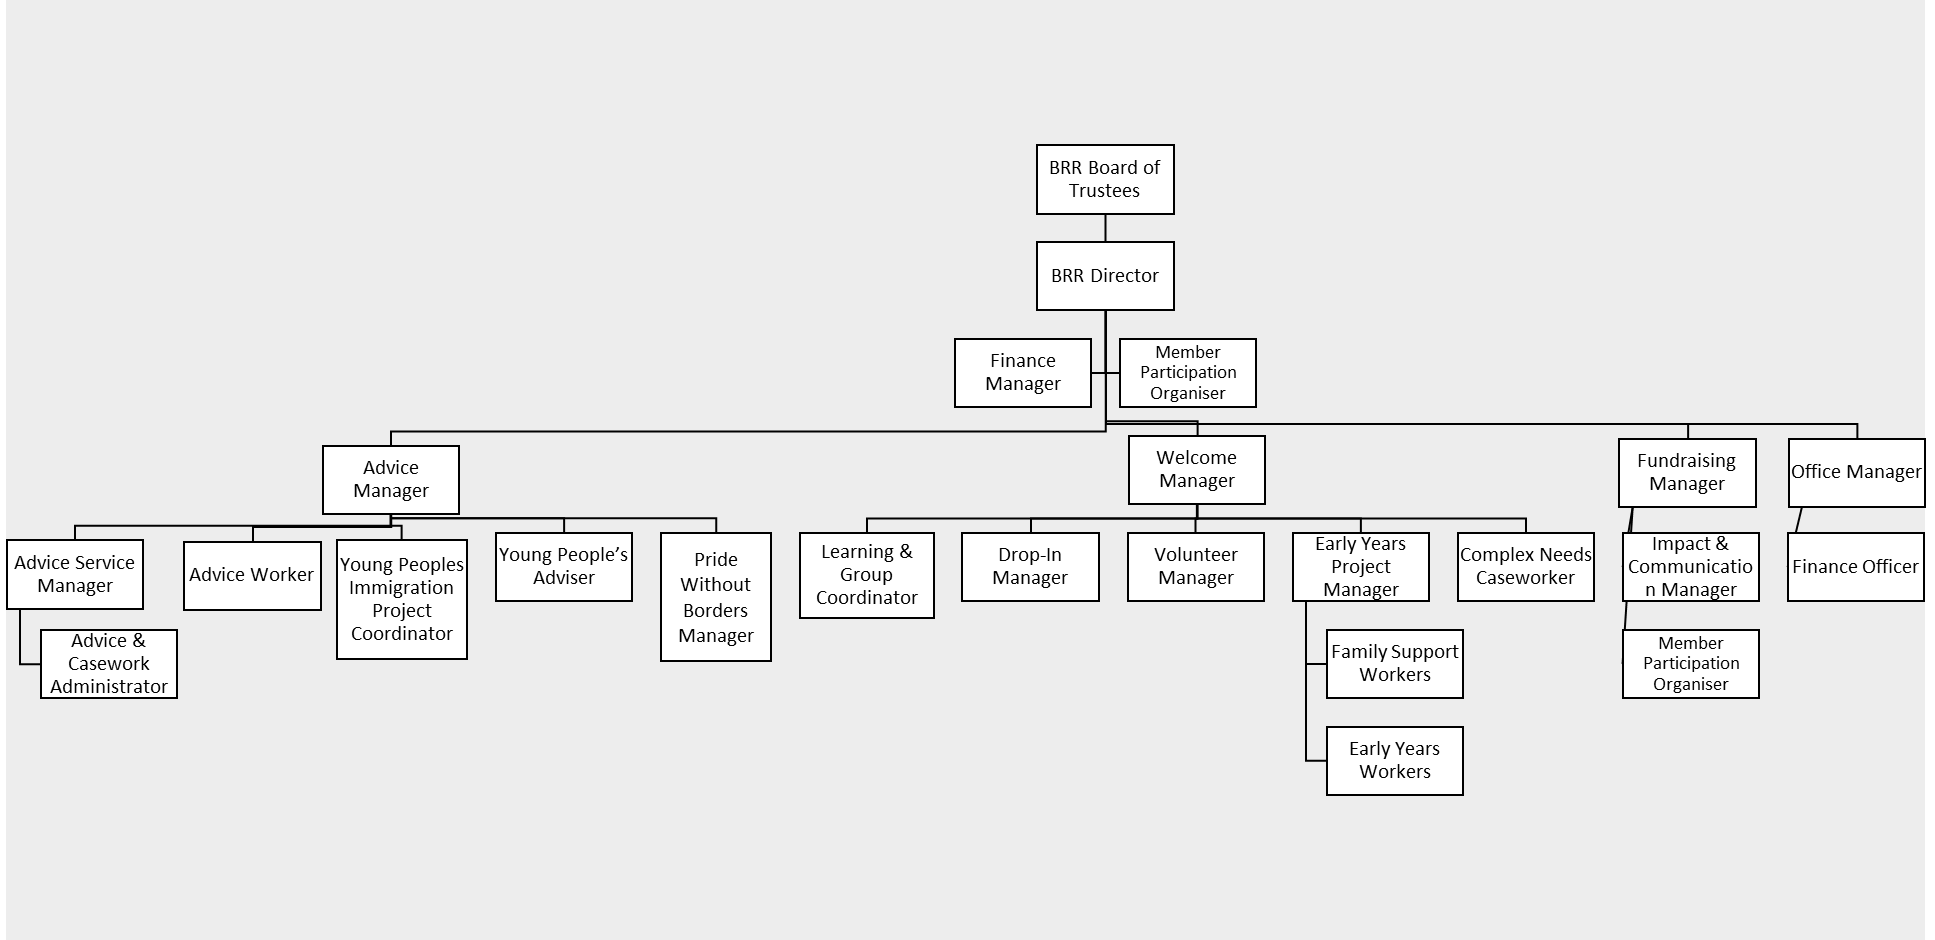 BRR Board of
Trustees
BRR Director
Finance
Manager
Member
Participation
Organiser
Advice
Manager
Welcome
Manager
Fundraising
Manager
Office Manager
Advice Service
Manager
Advice Worker
Young Peoples
Immigration
Project
Coordinator
Young People’s
Adviser
Pride
Without
Borders
Manager
Learning &
Group
Coordinator
Drop-In
Manager
Volunteer
Manager
Early Years
Project
Manager
Complex Needs
Caseworker
Impact &
Communicatio
n Manager
Finance Officer
Advice &
Casework
Administrator
Family Support
Workers
Member
Participation
Organiser
Early Years
Workers